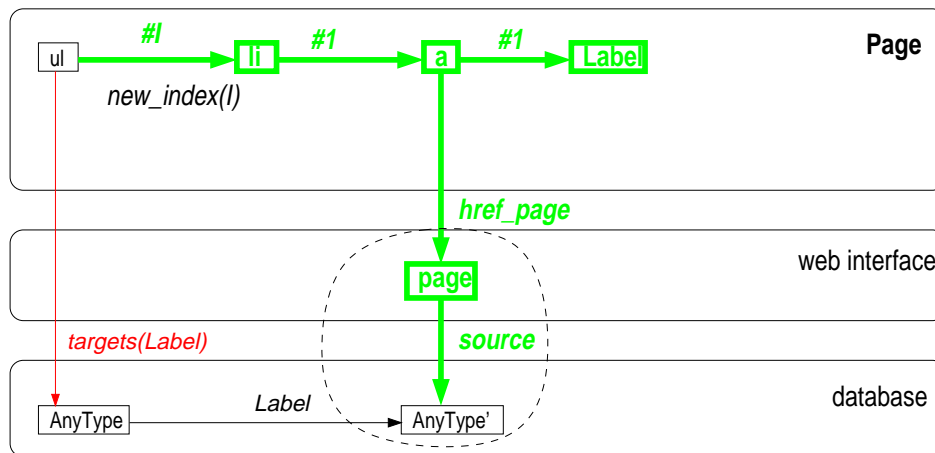 #I
#1
#1
ul
li
a
Label
Page
new_index(I)
href_page
web interface
page
targets(Label)
source
database
Label
AnyType
AnyType’